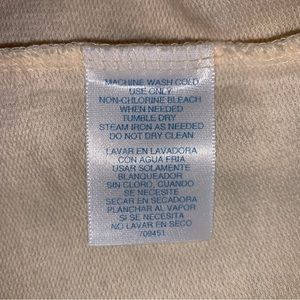 MACHINE WASH COLD
USE ONLY
NON-CHLORINE BLEACH
WHEN NEEDED
TUMBLE DRY
STEAM IRON AS NEEDED
DO NOT DRY CLEAN
LAVAR EN LAVADORA
CON AGUA FRIA
USAR SOLAMENTE
BLANQUEADOR
SIN CLORO, CUANDO
SE NECESITE
SECAR EN SECADORA
PLANCHAR AL VAPOR
SI SE NECESITA
NO LAVAR EN SECO
709451